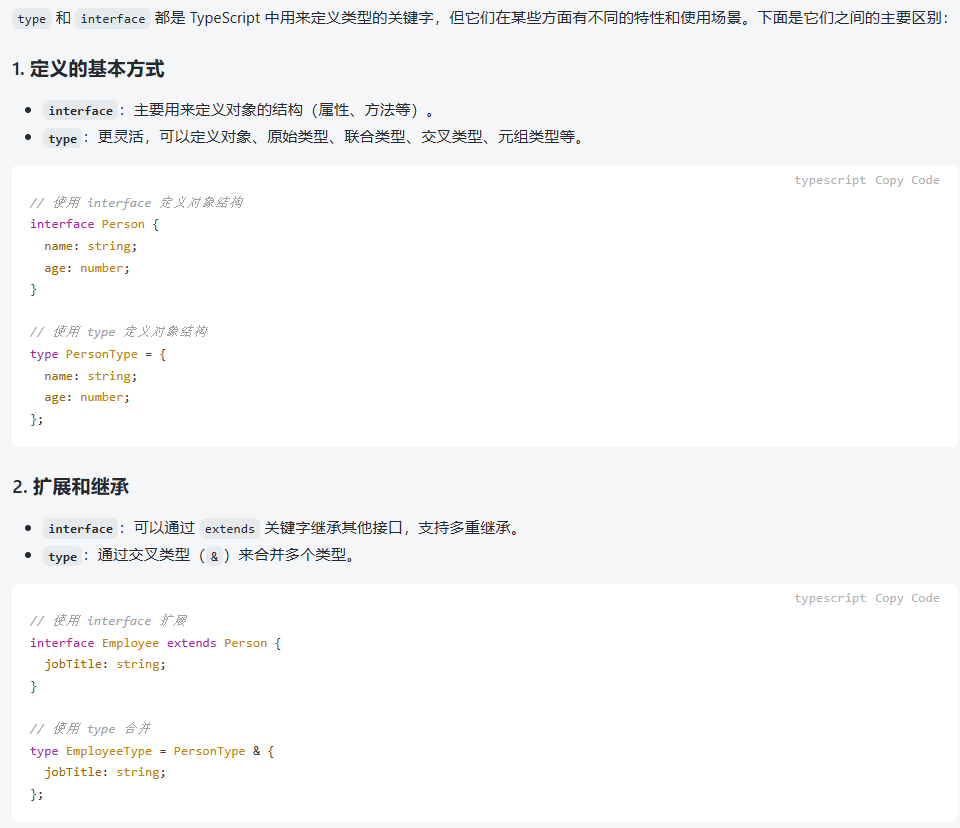 type 和 interface 都是 TypeScript 中用来定义类型的关键字，但它们在某些方面有不同的特性和使用场景。下面是它们之间的主要区别：
1. 定义的基本方式
• interface：主要用来定义对象的结构（属性、方法等）。
• type：更灵活，可以定义对象、原始类型、联合类型、交叉类型、元组类型等。
typescript Copy Code
// 使用 interface 定义对象结构
interface Person {
  name: string;
  age: number;
}
// 使用 type 定义对象结构
type PersonType = {
  name: string;
  age: number;
};
2. 扩展和继承
• interface：可以通过 extends 关键字继承其他接口，支持多重继承。
• type：通过交叉类型（&）来合并多个类型。
typescript Copy Code
// 使用 interface 扩展
interface Employee extends Person {
  jobTitle: string;
}
// 使用 type 合并
type EmployeeType = PersonType & {
  jobTitle: string;
};